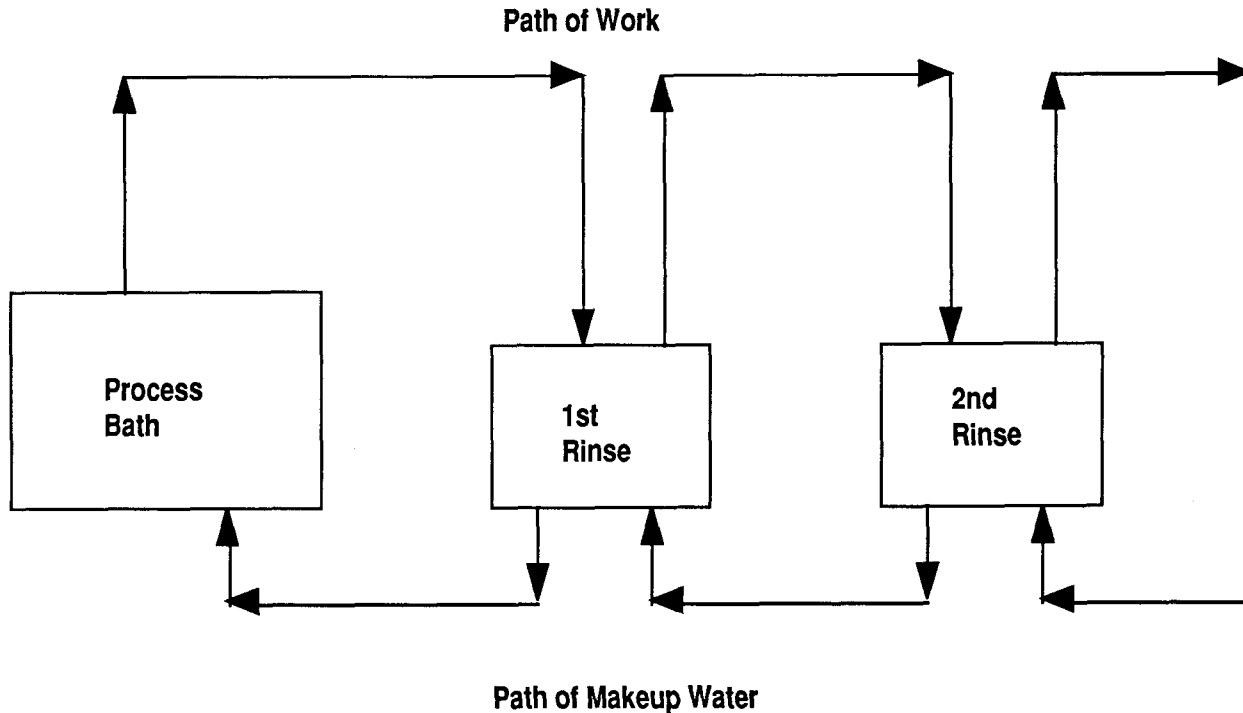 Path of Work
Process
Bath
1st
Rinse
2nd
Rinse
Path of Makeup Water